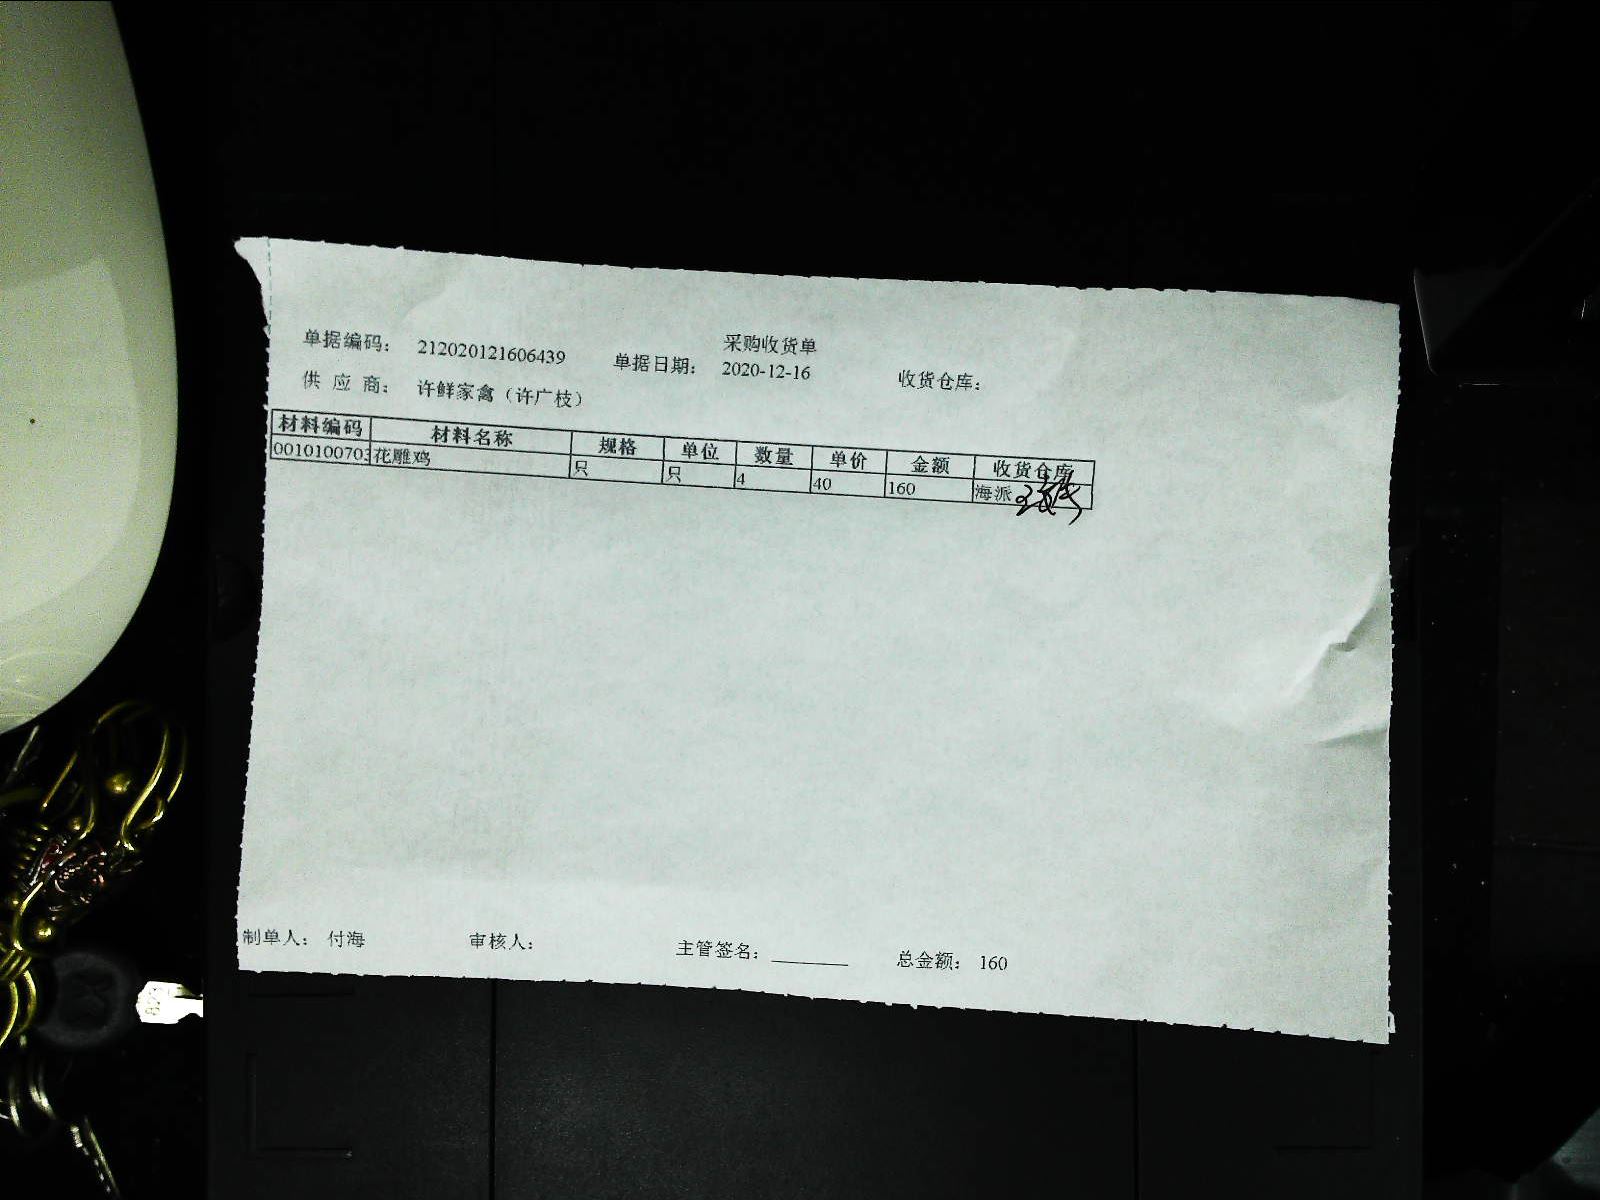 采购收货单
单据编码: 212020121606439 单据日期: 2020-12-16 收货仓库:
供 应 商: 许鲜家禽（许广枝）
材料编码 材料名称 规格 单位 数量 单价 金额 收货仓库
0010100703 花雕鸡 只 只 4 40 160 海派
制单人: 付海 审核人: 主管签名: ________ 总金额: 160